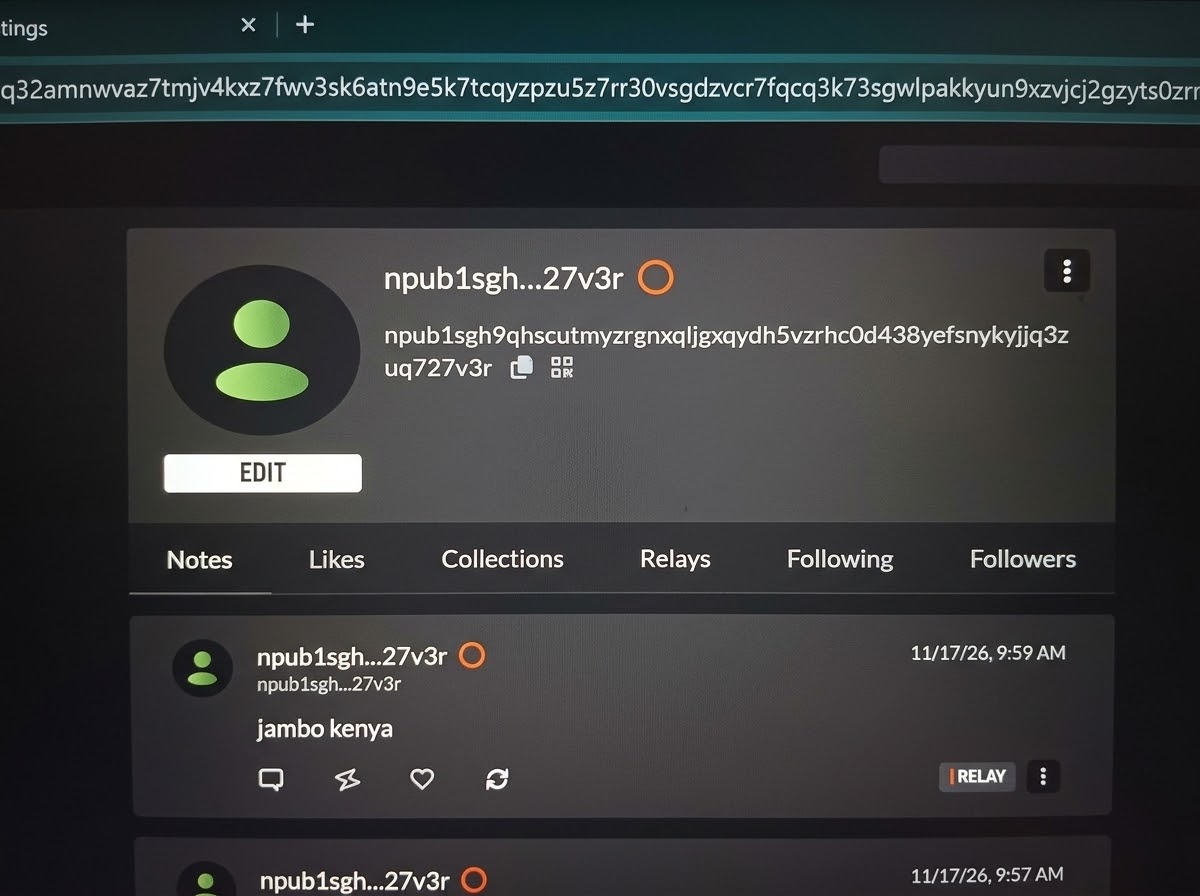 tings
q32amnwvaz7tmjv4kxz7fwv3sk6atn9e5k7tcqyzpzu5z7rr30vsgdzvcr7fqcq3k73sgwlpakkyun9xzvjcj2gzyts0zrr
npub1sgh...27v3r
npub1sgh9qhscutmyzrgnxqljgxqydh5vzrhc0d438yefsnykyjjq3z
uq727v3r
EDIT
Notes Likes Collections Relays Following Followers
npub1sgh...27v3r 11/17/26, 9:59 AM
npub1sgh...27v3r
jambo kenya
RELAY
npub1sgh...27v3r 11/17/26, 9:57 AM